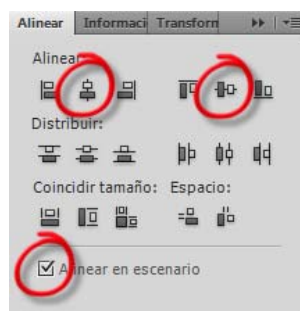 Alinear Informaci Transforn
Alinear
Distribuir:
Coincidir tamaño: Espacio:
Alinear en escenario